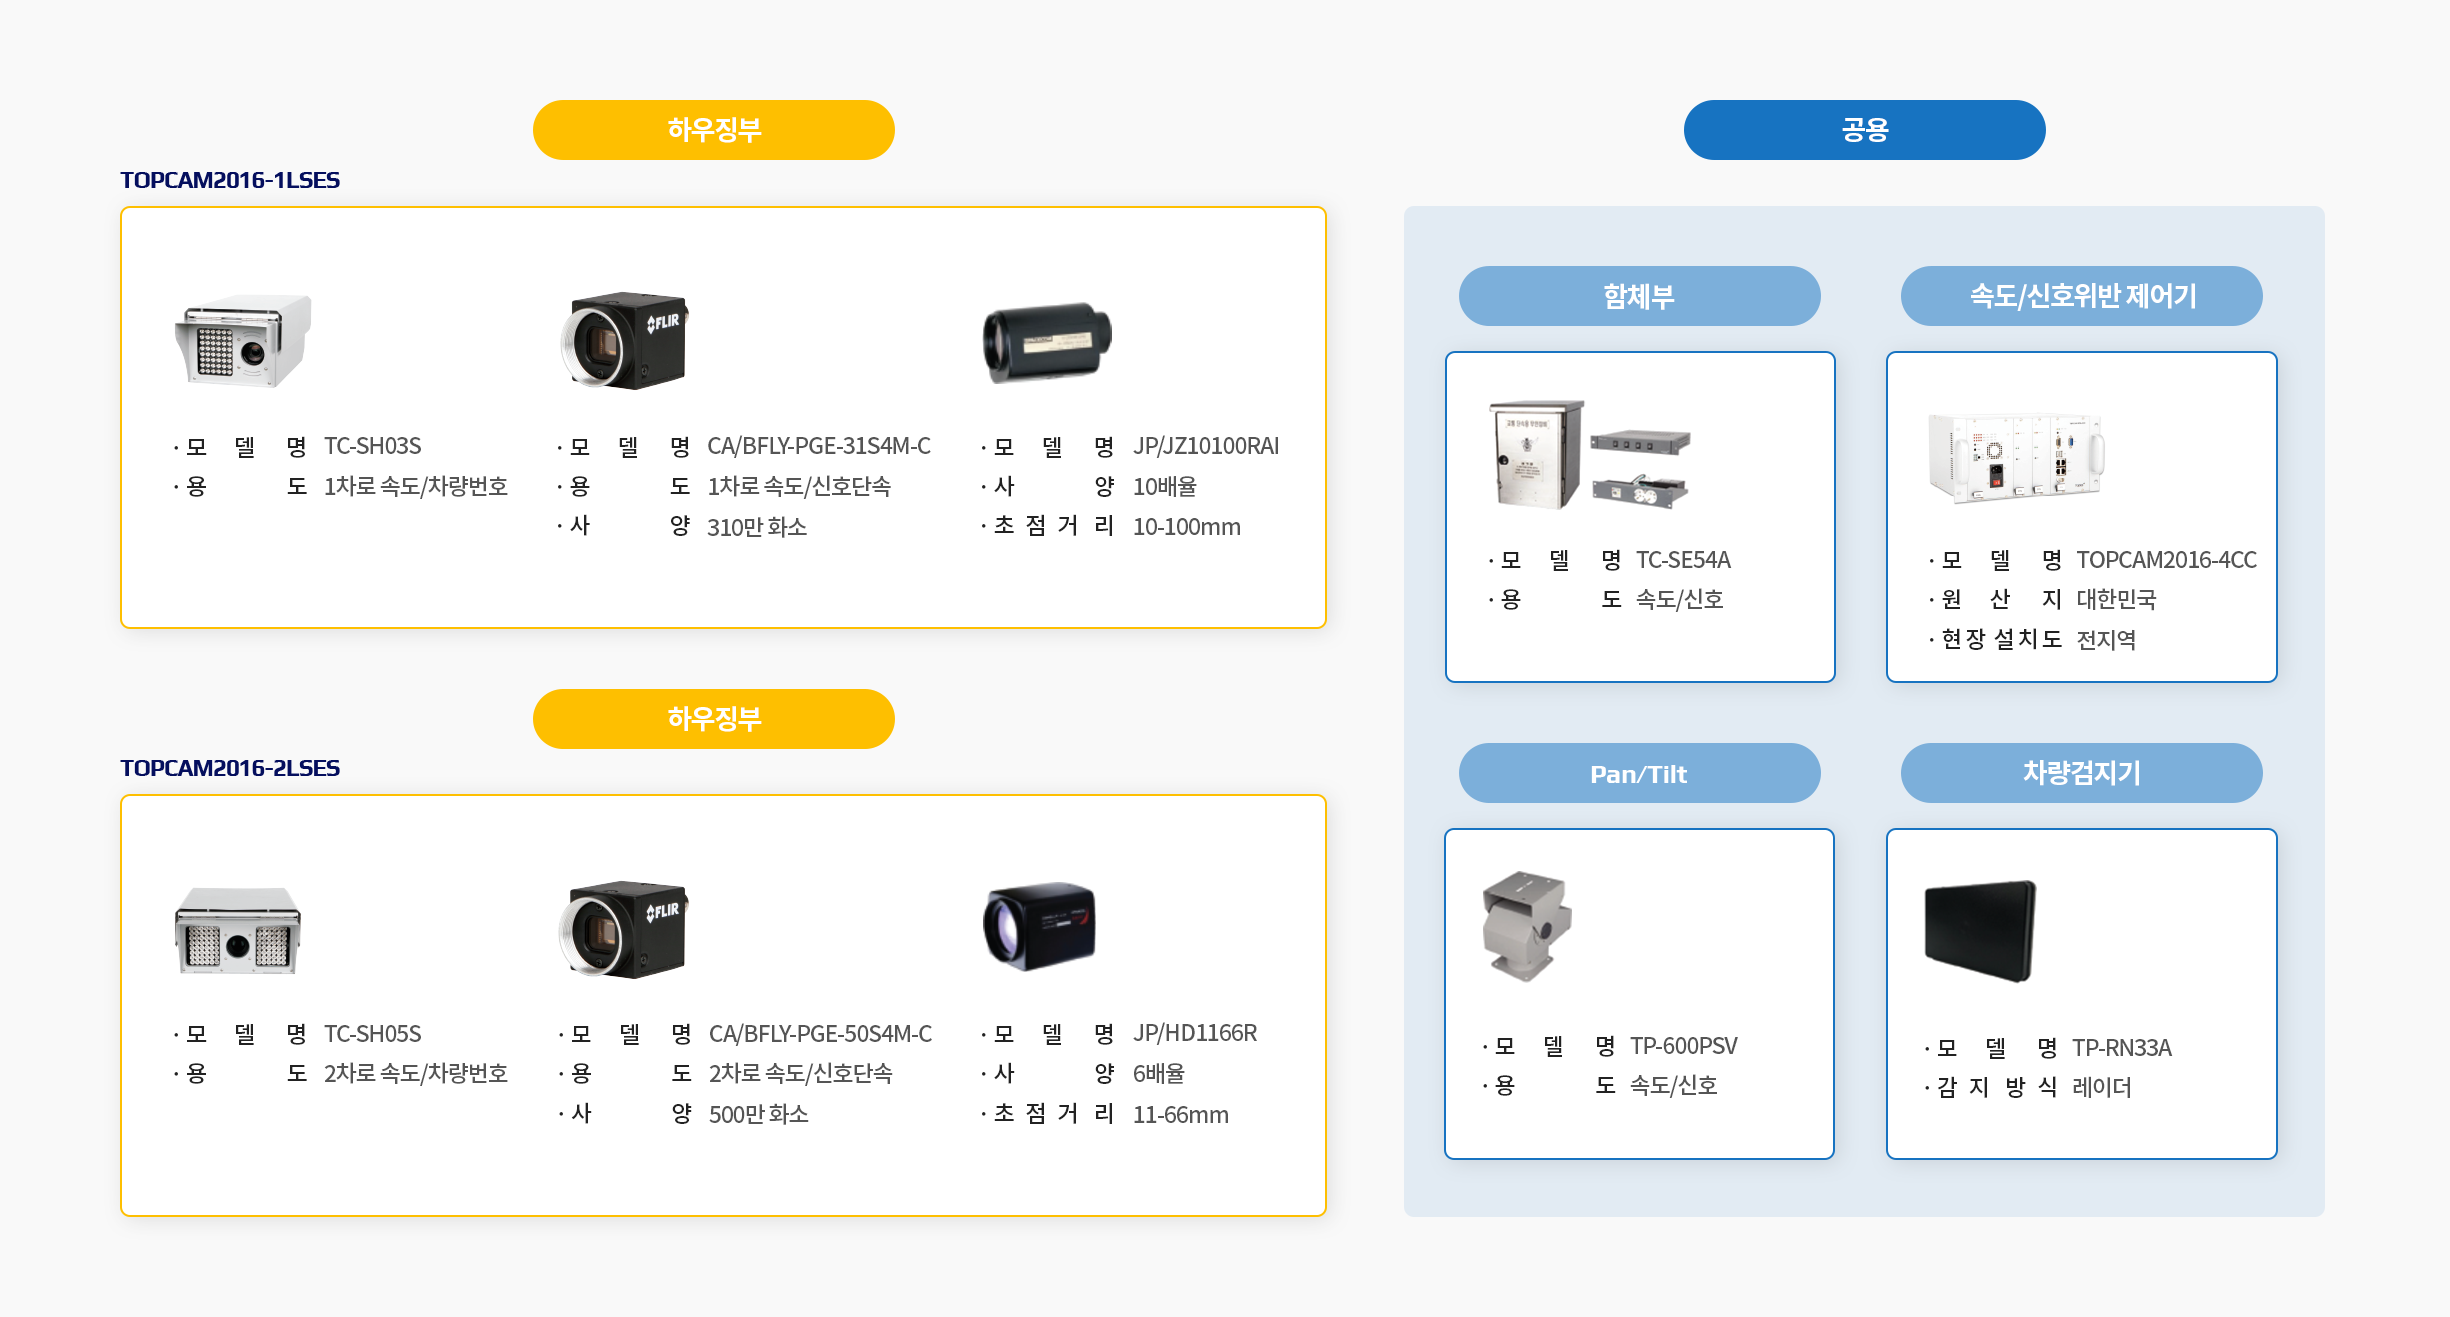 하우징부
TOPCAM2016-1LSES
FLIR
· 모델명 TC-SH03S
· 용도 1차로 속도/차량번호
· 모델명 CA/BFLY-PGE-31S4M-C
· 용도 1차로 속도/신호단속
· 사양 310만 화소
· 모델명 JP/JZ10100RAI
· 사양 10배율
· 초점거리 10-100mm
하우징부
TOPCAM2016-2LSES
FLIR
· 모델명 TC-SH05S
· 용도 2차로 속도/차량번호
· 모델명 CA/BFLY-PGE-50S4M-C
· 용도 2차로 속도/신호단속
· 사양 500만 화소
· 모델명 JP/HD1166R
· 사양 6배율
· 초점거리 11-66mm
공용
함체부
· 모델명 TC-SE54A
· 용도 속도/신호
속도/신호위반 제어기
· 모델명 TOPCAM2016-4CC
· 원산지 대한민국
· 현장 설치도 전지역
Pan/Tilt
· 모델명 TP-600PSV
· 용도 속도/신호
차량검지기
· 모델명 TP-RN33A
· 감지방식 레이더